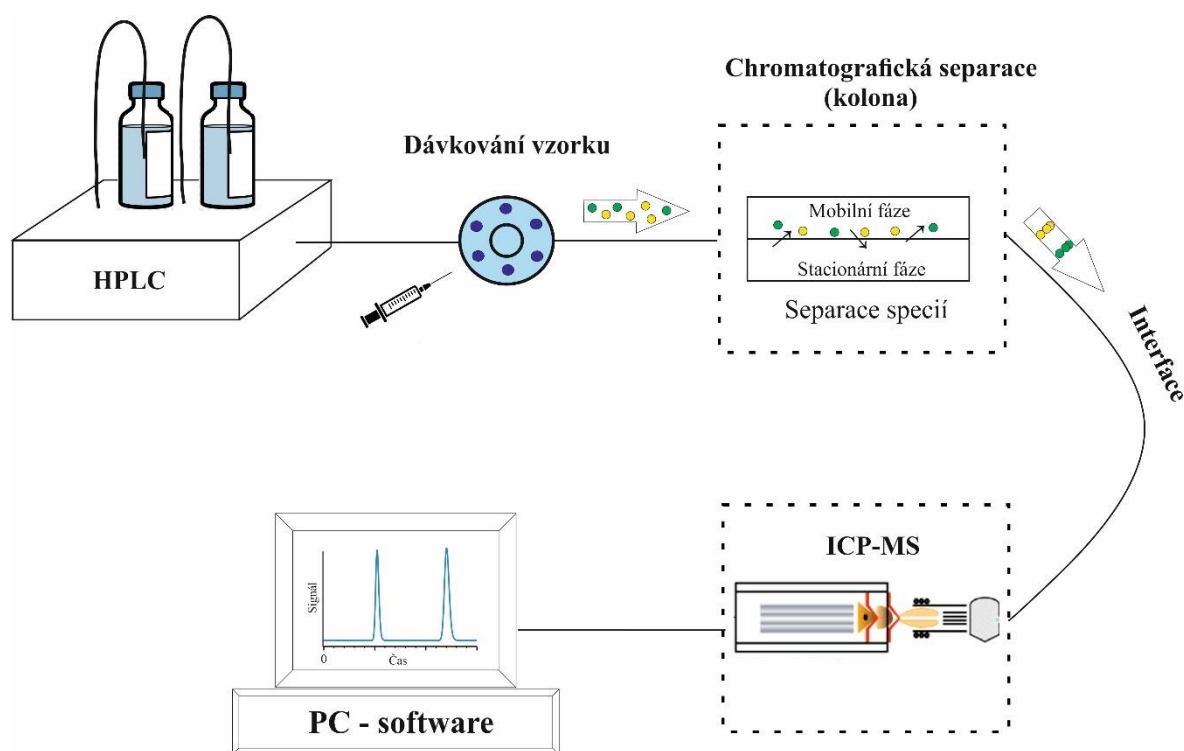 Chromatografická separace
(kolona)
Dávkování vzorku
HPLC
Mobilní fáze
Stacionární fáze
Separace specií
Interface
ICP-MS
Signál
0
Čas
PC - software